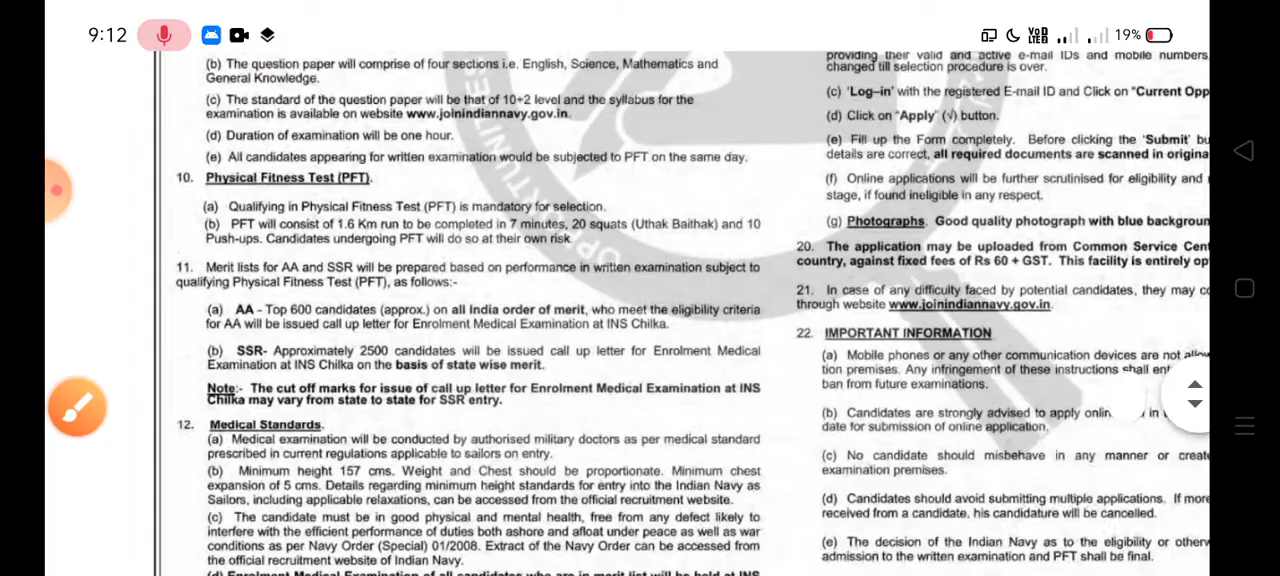 9:12
VoD LTE2
19%
(b) The question paper will comprise of four sections i.e. English, Science, Mathematics and
General Knowledge.
(c) The standard of the question paper will be that of 10+2 level and the syllabus for the
examination is available on website www.joinindiannavy.gov.in.
(d) Duration of examination will be one hour.
(e) All candidates appearing for written examination would be subjected to PFT on the same day.
10. Physical Fitness Test (PFT).
(a) Qualifying in Physical Fitness Test (PFT) is mandatory for selection.
(b) PFT will consist of 1.6 Km run to be completed in 7 minutes, 20 squats (Uthak Baithak) and 10
Push-ups. Candidates undergoing PFT will do so at their own risk.
11. Merit lists for AA and SSR will be prepared based on performance in written examination subject to
qualifying Physical Fitness Test (PFT), as follows:-
(a) AA - Top 600 candidates (approx.) on all India order of merit, who meet the eligibility criteria
for AA will be issued call up letter for Enrolment Medical Examination at INS Chilka.
(b) SSR- Approximately 2500 candidates will be issued call up letter for Enrolment Medical
Examination at INS Chilka on the basis of state wise merit.
Note:- The cut off marks for issue of call up letter for Enrolment Medical Examination at INS
Chilka may vary from state to state for SSR entry.
12. Medical Standards.
(a) Medical examination will be conducted by authorised military doctors as per medical standard
prescribed in current regulations applicable to sailors on entry.
(b) Minimum height 157 cms. Weight and Chest should be proportionate. Minimum chest
expansion of 5 cms. Details regarding minimum height standards for entry into the Indian Navy as
Sailors, including applicable relaxations, can be accessed from the official recruitment website.
(c) The candidate must be in good physical and mental health, free from any defect likely to
interfere with the efficient performance of duties both ashore and afloat under peace as well as war
conditions as per Navy Order (Special) 01/2008. Extract of the Navy Order can be accessed from
the official recruitment website of Indian Navy.
(d) Enrolment Medical Examination of all candidates who are in merit list will be held at INS
providing their valid and active e-mail IDs and mobile numbers
changed till selection procedure is over.
(c) 'Log–in' with the registered E-mail ID and Click on "Current Opp
(d) Click on "Apply" (√) button.
(e) Fill up the Form completely. Before clicking the 'Submit' bu
details are correct, all required documents are scanned in origina
(f) Online applications will be further scrutinised for eligibility and
stage, if found ineligible in any respect.
(g) Photographs. Good quality photograph with blue backgroun
20. The application may be uploaded from Common Service Cent
country, against fixed fees of Rs 60 + GST. This facility is entirely op
21. In case of any difficulty faced by potential candidates, they may co
through website www.joinindiannavy.gov.in.
22. IMPORTANT INFORMATION
(a) Mobile phones or any other communication devices are not allow
tion premises. Any infringement of these instructions shall ent
ban from future examinations.
(b) Candidates are strongly advised to apply onlin in
date for submission of online application.
(c) No candidate should misbehave in any manner or create
examination premises.
(d) Candidates should avoid submitting multiple applications. If more
received from a candidate, his candidature will be cancelled.
(e) The decision of the Indian Navy as to the eligibility or otherw
admission to the written examination and PFT shall be final.
OPPORTUNITIES